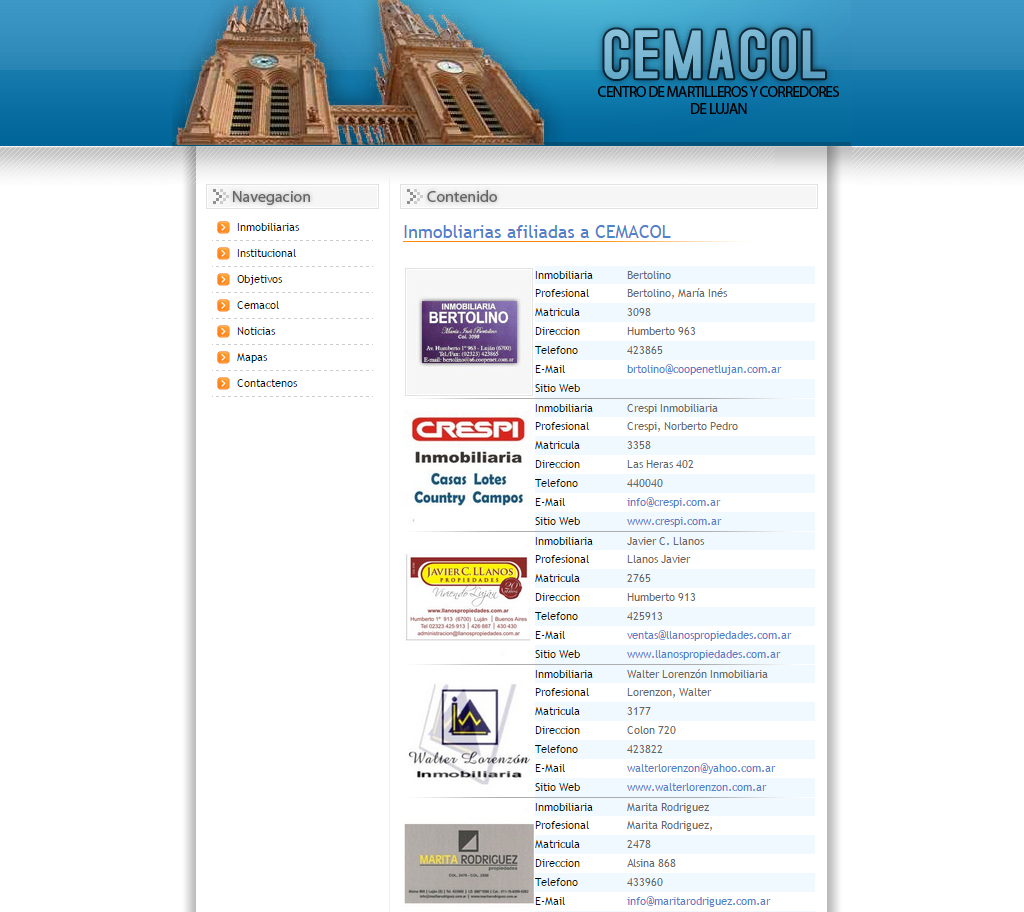 CEMACOL
CENTRO DE MARTILLEROS Y CORREDORES
DE LUJAN
Navegacion
Inmobiliarias
Institucional
Objetivos
Cemacol
Noticias
Mapas
Contactenos
Contenido
Inmobliarias afiliadas a CEMACOL
INMOBILIARIA
BERTOLINO
María Inés Bertolino
Col. 3098
Av. Humberto 1º 963 - Luján (6700)
Tel./Fax: (02323) 423865
Inmobiliaria Bertolino
Profesional Bertolino, María Inés
Matricula 3098
Direccion Humberto 963
Telefono 423865
E-Mail brtolino@coopenetlujan.com.ar
Sitio Web
CRESPI
Inmobiliaria
Casas Lotes
Country Campos
Inmobiliaria Crespi Inmobiliaria
Profesional Crespi, Norberto Pedro
Matricula 3358
Direccion Las Heras 402
Telefono 440040
E-Mail info@crespi.com.ar
Sitio Web www.crespi.com.ar
JAVIER C. LLANOS
PROPIEDADES
Viviendo Luján
20
www.llanospropiedades.com.ar
Humberto 1º 913 (6700) Luján | Buenos Aires
Tel 02323 425 913 | 426 887 | 430-430
administracion@llanospropiedades.com.ar
Inmobiliaria Javier C. Llanos
Profesional Llanos Javier
Matricula 2765
Direccion Humberto 913
Telefono 425913
E-Mail ventas@llanospropiedades.com.ar
Sitio Web www.llanospropiedades.com.ar
Walter Lorenzón
Inmobiliaria
Inmobiliaria Walter Lorenzón Inmobiliaria
Profesional Lorenzon, Walter
Matricula 3177
Direccion Colon 720
Telefono 423822
E-Mail walterlorenzon@yahoo.com.ar
Sitio Web www.walterlorenzon.com.ar
MARITA RODRIGUEZ
propiedades
Inmobiliaria Marita Rodriguez
Profesional Marita Rodriguez,
Matricula 2478
Direccion Alsina 868
Telefono 433960
E-Mail info@maritarodriguez.com.ar